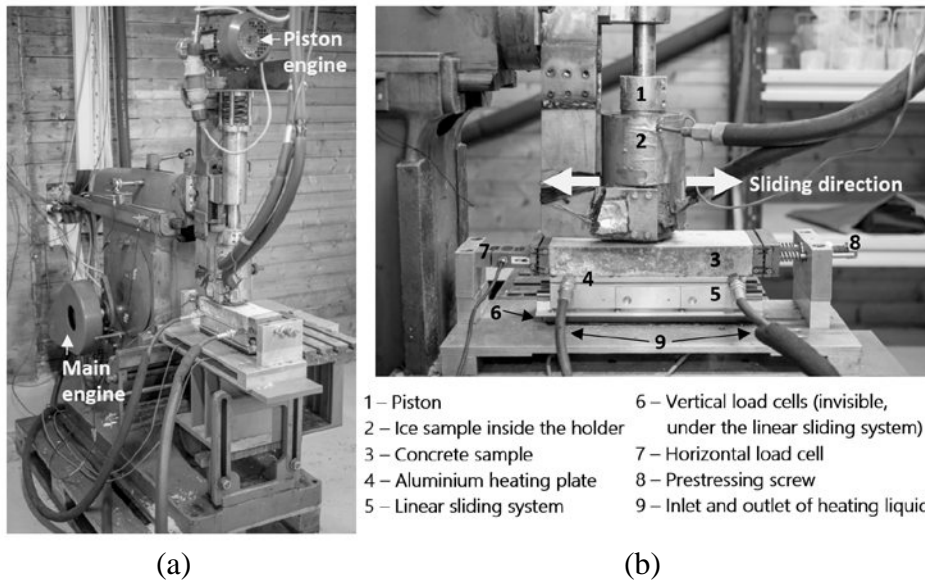 Piston
engine
Main
engine
1
2
Sliding direction
7
3
8
4
5
6
9
1 – Piston
2 – Ice sample inside the holder
3 – Concrete sample
4 – Aluminium heating plate
5 – Linear sliding system
6 – Vertical load cells (invisible,
under the linear sliding system)
7 – Horizontal load cell
8 – Prestressing screw
9 – Inlet and outlet of heating liquid
(a)
(b)